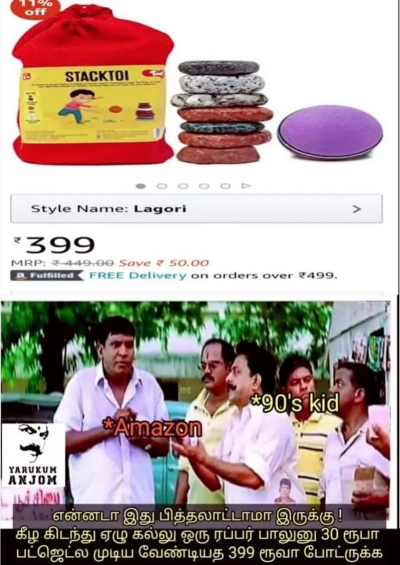 11%
off
STACKTOI
Style Name: Lagori
₹399
MRP: ₹ 449.00 Save ₹ 50.00
a Fulfilled FREE Delivery on orders over ₹499.
*90's kid
*Amazon
YARUKUM
ANJOM
என்னடா இது பித்தலாட்டாமா இருக்கு !
கீழ கிடந்து ஏழு கல்லு ஒரு ரப்பர் பாலுனு 30 ரூபா
பட்ஜெட்ல முடிய வேண்டியத 399 ரூவா போட்ருக்க